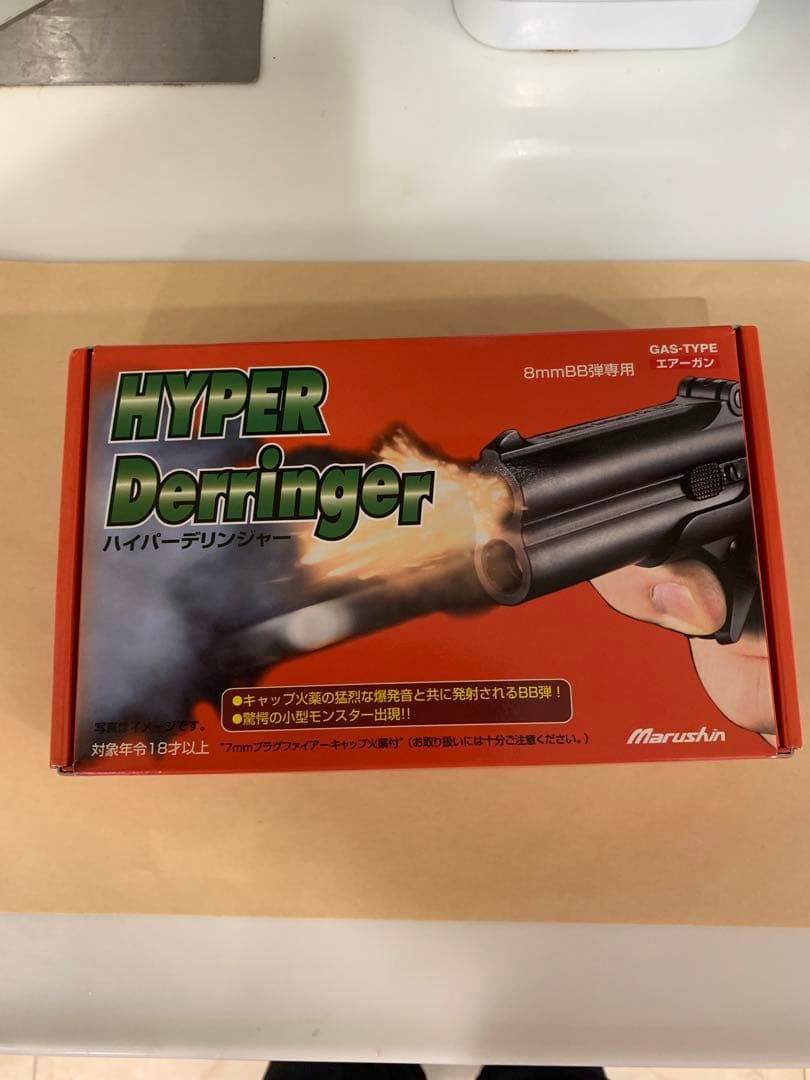 GAS-TYPE
エアーガン
8mmBB弾専用
HYPER
Derringer
ハイパーデリンジャー
●キャップ火薬の猛烈な爆発音と共に発射されるBB弾！
●驚愕の小型モンスター出現!!
写真はイメージです。
対象年令18才以上 "7mmプラグファイアーキャップ火薬付"（お取り扱いには十分ご注意ください。）
Marushin